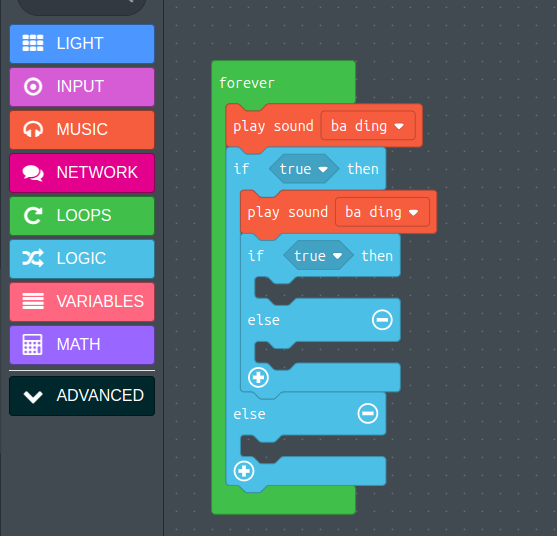 LIGHT
INPUT
MUSIC
NETWORK
LOOPS
LOGIC
VARIABLES
MATH
ADVANCED
forever
play sound ba ding
if true then
play sound ba ding
if true then
else
else